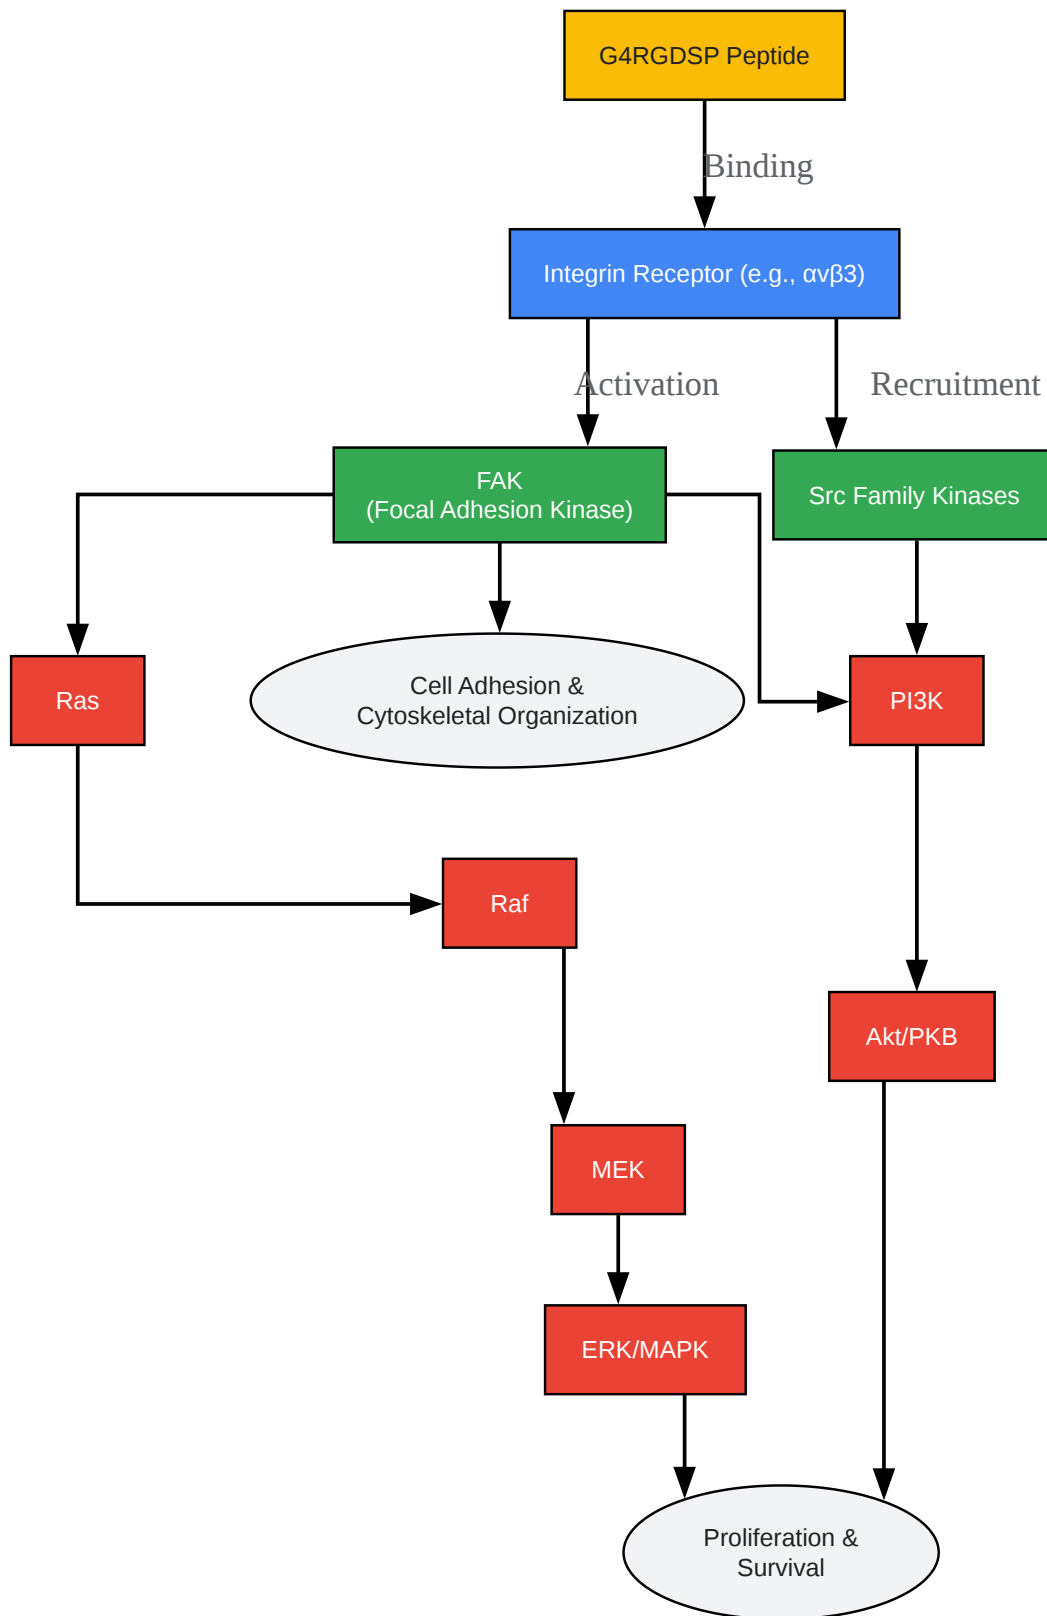 G4RGDSP Peptide
Binding
Integrin Receptor (e.g., αvβ3)
Activation
Recruitment
FAK
(Focal Adhesion Kinase)
Src Family Kinases
Ras
Cell Adhesion &
Cytoskeletal Organization
PI3K
Raf
Akt/PKB
MEK
ERK/MAPK
Proliferation &
Survival